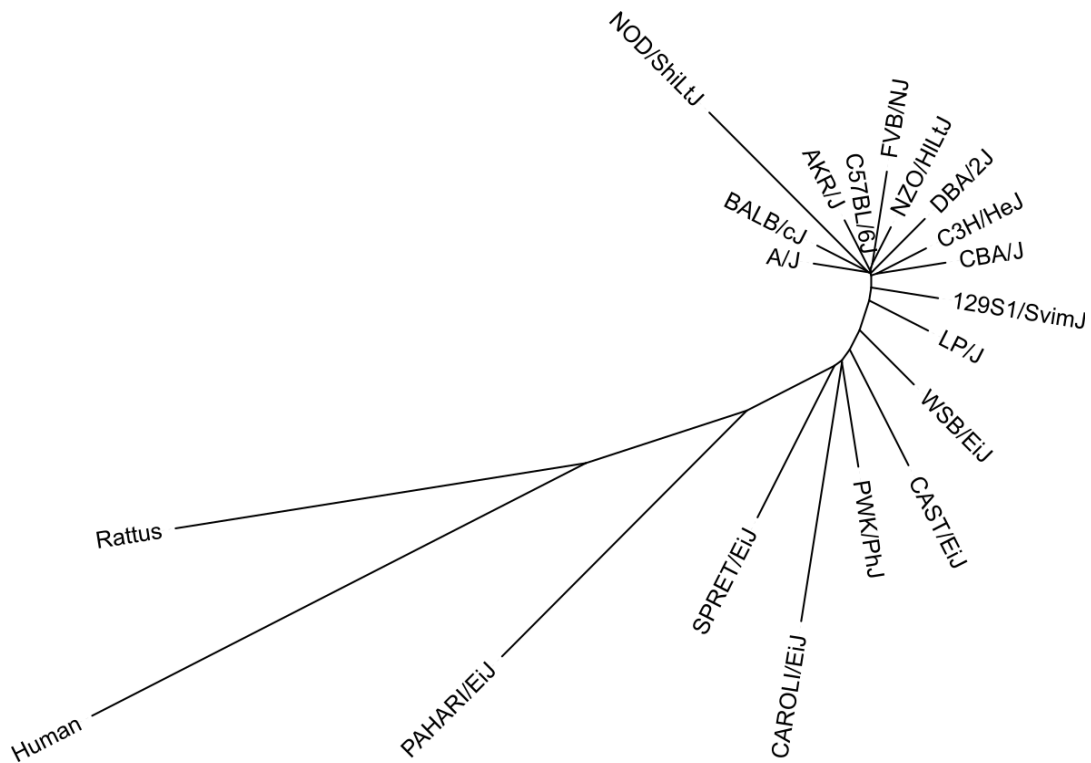 NOD/ShiLtJ
FVB/NJ
NZO/HlLtJ
C57BL/6J
AKR/J
DBA/2J
BALB/cJ
C3H/HeJ
A/J
CBA/J
129S1/SvimJ
LP/J
WSB/EiJ
CAST/EiJ
PWK/PhJ
SPRET/EiJ
Rattus
CAROLI/EiJ
PAHARI/EiJ
Human